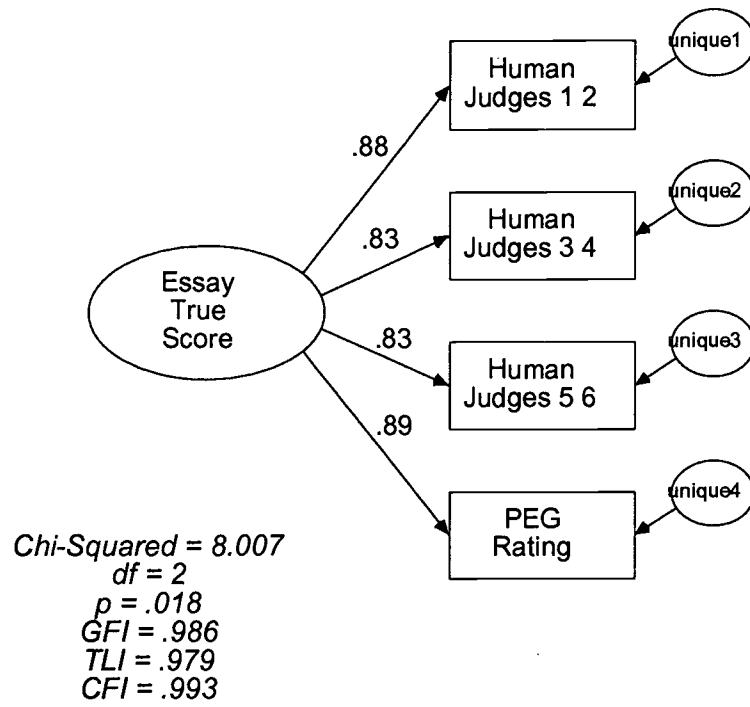 unique1
Human
Judges 1 2
.88
unique2
Human
Judges 3 4
.83
Essay
True
Score
unique3
Human
Judges 5 6
.83
.89
unique4
PEG
Rating
Chi-Squared = 8.007
df = 2
p = .018
GFI = .986
TLI = .979
CFI = .993